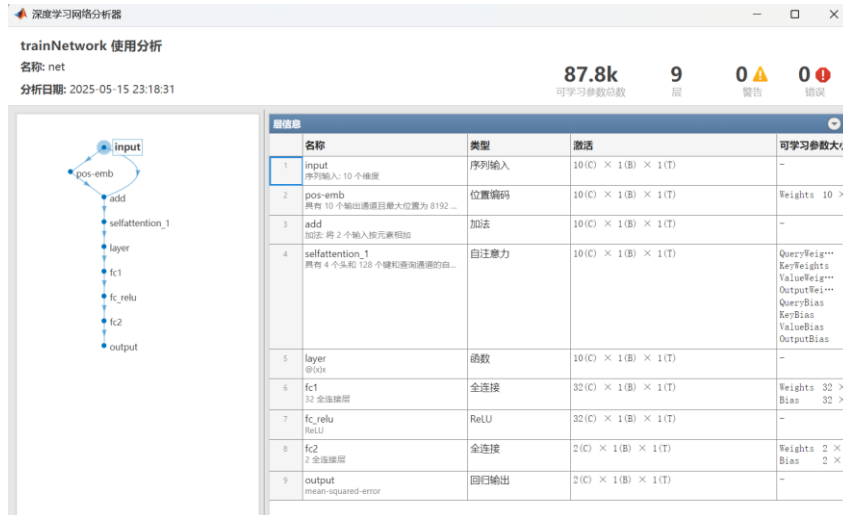 深度学习网络分析器
trainNetwork 使用分析
名称: net
分析日期: 2025-05-15 23:18:31
87.8k
可学习参数总数
9
层
0
警告
0
错误
input
pos-emb
add
selfattention_1
layer
fc1
fc_relu
fc2
output
层信息
名称 类型 激活 可学习参数大小
1 input 序列输入 10(C) × 1(B) × 1(T) -
序列输入: 10 个维度
2 pos-emb 位置编码 10(C) × 1(B) × 1(T) Weights 10 ×
具有 10 个输出通道且最大位置为 8192 ...
3 add 加法 10(C) × 1(B) × 1(T) -
加法: 将 2 个输入按元素相加
4 selfattention_1 自注意力 10(C) × 1(B) × 1(T) QueryWeig…
具有 4 个头和 128 个键和查询通道的自...
KeyWeights
ValueWeig…
OutputWei…
QueryBias
KeyBias
ValueBias
OutputBias
5 layer 函数 10(C) × 1(B) × 1(T) -
@(x)x
6 fc1 全连接 32(C) × 1(B) × 1(T) Weights 32 ×
32 全连接层 Bias 32 ×
7 fc_relu ReLU 32(C) × 1(B) × 1(T) -
ReLU
8 fc2 全连接 2(C) × 1(B) × 1(T) Weights 2 ×
2 全连接层 Bias 2 ×
9 output 回归输出 2(C) × 1(B) × 1(T) -
mean-squared-error